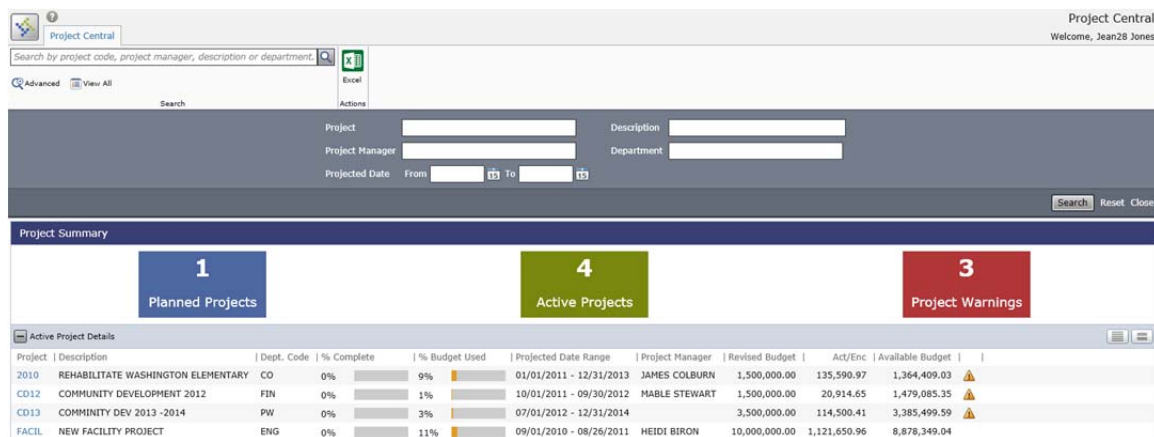 Project Central
Project Central
Welcome, Jean28 Jones
Search by project code, project manager, description or department.
Advanced View All
Excel
Search Actions
Project Description
Project Manager Department
Projected Date From 15 To 15
Search Reset Close
Project Summary
1 4 3
Planned Projects Active Projects Project Warnings
Active Project Details
Project | Description | Dept. Code | % Complete | % Budget Used | Projected Date Range | Project Manager | Revised Budget | Act/Enc | Available Budget | |
2010 REHABILITATE WASHINGTON ELEMENTARY CO 0% 9% 01/01/2011 - 12/31/2013 JAMES COLBURN 1,500,000.00 135,590.97 1,364,409.03
CD12 COMMUNITY DEVELOPMENT 2012 FIN 0% 1% 10/01/2011 - 09/30/2012 MABLE STEWART 1,500,000.00 20,914.65 1,479,085.35
CD13 COMMINITY DEV 2013 -2014 PW 0% 3% 07/01/2012 - 12/31/2014 3,500,000.00 114,500.41 3,385,499.59
FACIL NEW FACILITY PROJECT ENG 0% 11% 09/01/2010 - 08/26/2011 HEIDI BIRON 10,000,000.00 1,121,650.96 8,878,349.04